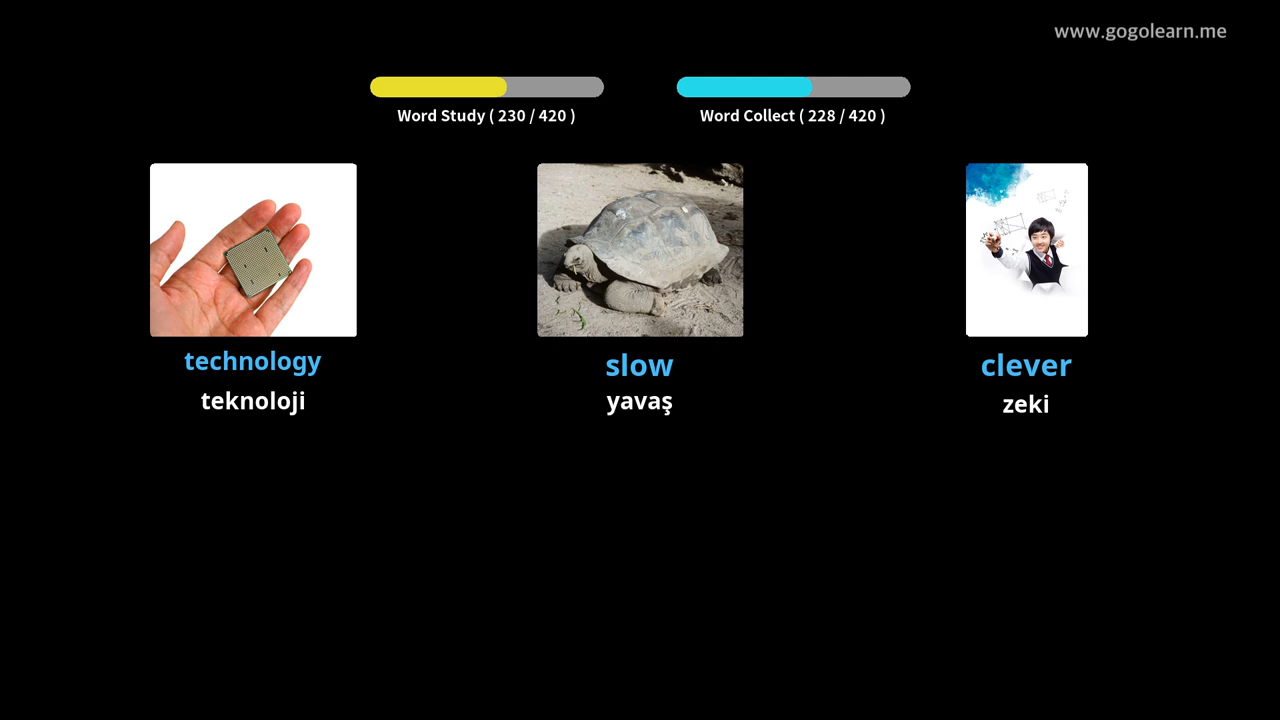 www.gogolearn.me
Word Study ( 230 / 420 )
Word Collect ( 228 / 420 )
technology
teknoloji
slow
yavaş
clever
zeki